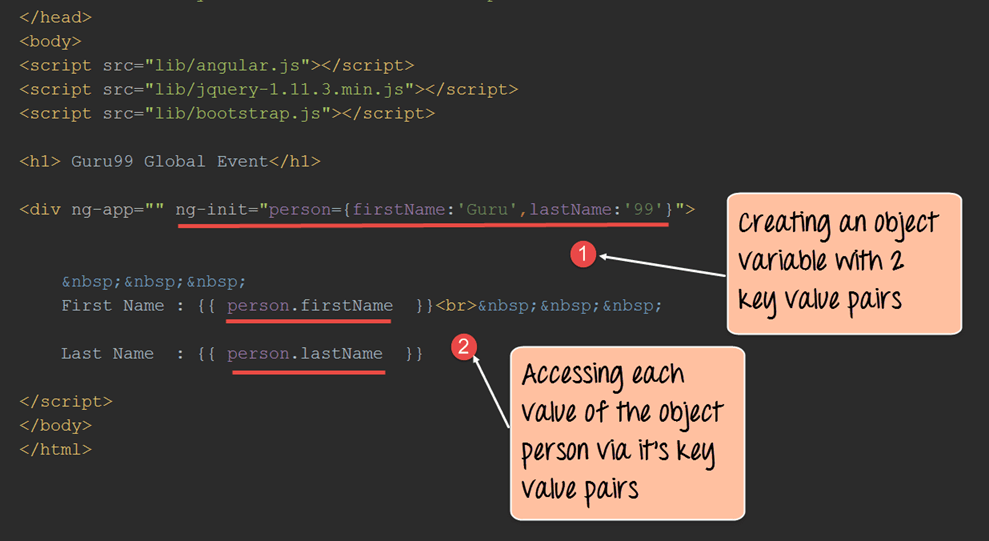 </head>
<body>
<script src="lib/angular.js"></script>
<script src="lib/jquery-1.11.3.min.js"></script>
<script src="lib/bootstrap.js"></script>
<h1> Guru99 Global Event</h1>
<div ng-app="" ng-init="person={firstName:'Guru',lastName:'99'}">
1
Creating an object
variable with 2
key value pairs
&nbsp;&nbsp;&nbsp;
First Name : {{ person.firstName  }}<br>&nbsp;&nbsp;&nbsp;
Last Name  : {{ person.lastName  }}
2
Accessing each
value of the object
person via it's key
value pairs
</script>
</body>
</html>